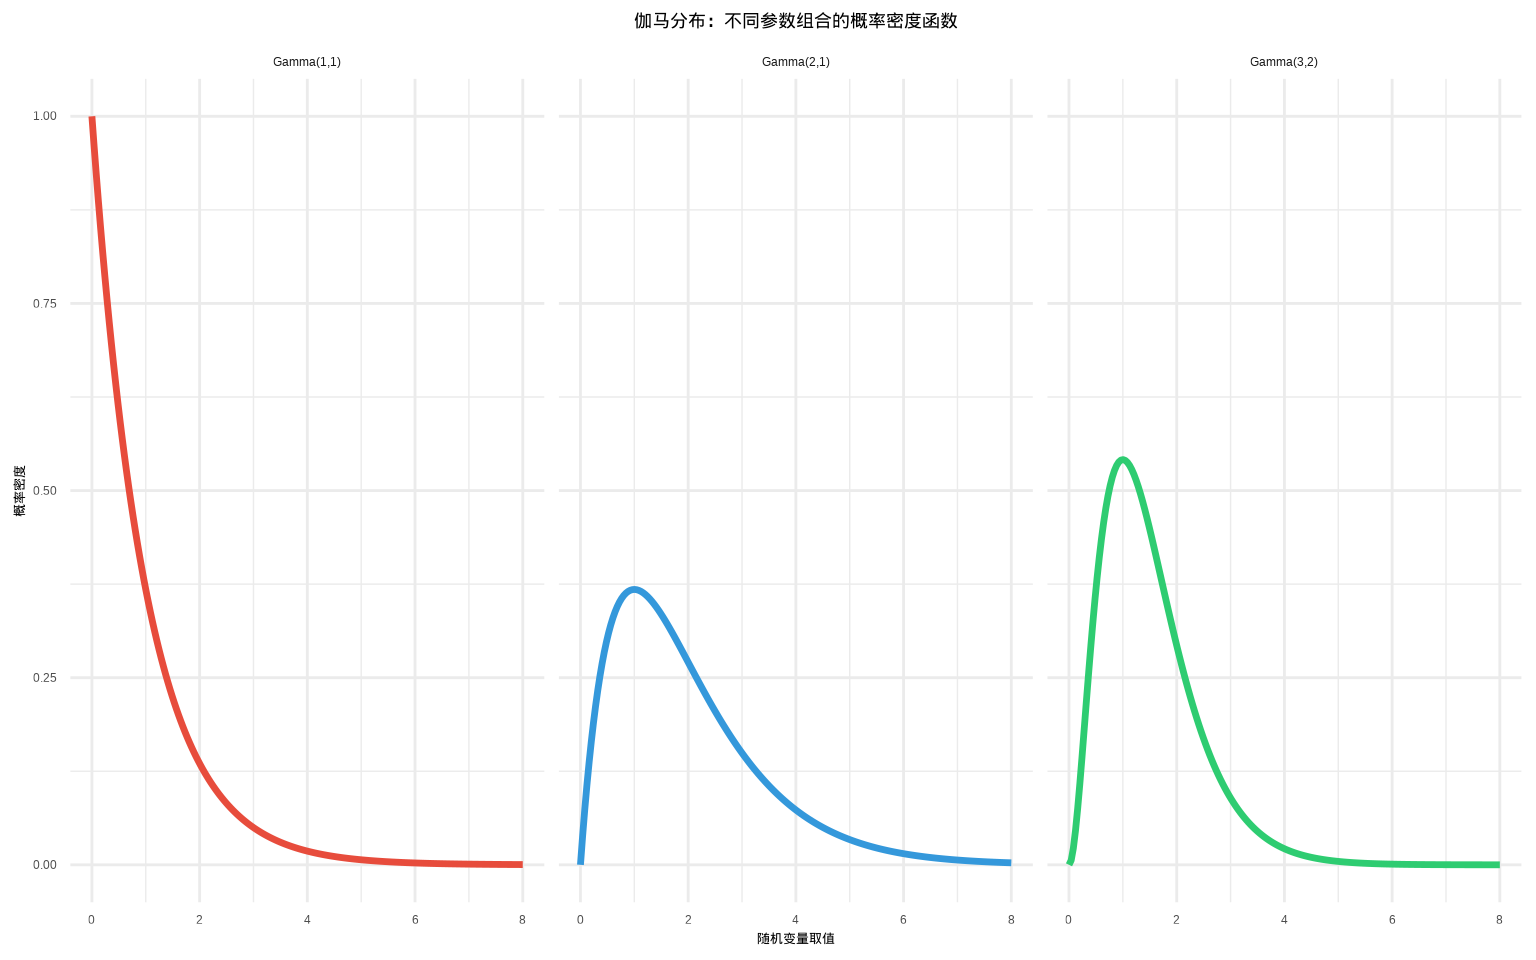 伽马分布：不同参数组合的概率密度函数
Gamma(1,1)
Gamma(2,1)
Gamma(3,2)
概率密度
1.00
0.75
0.50
0.25
0.00
0 2 4 6 8
0 2 4 6 8
0 2 4 6 8
随机变量取值